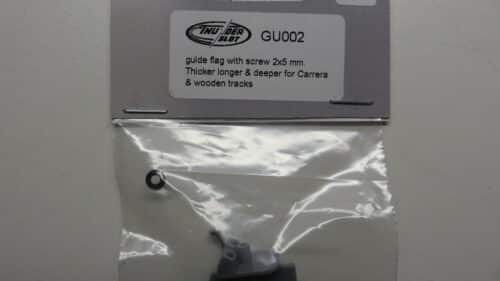 THUNDER
SLOT
GU002
guide flag with screw 2x5 mm.
Thicker longer & deeper for Carrera
& wooden tracks